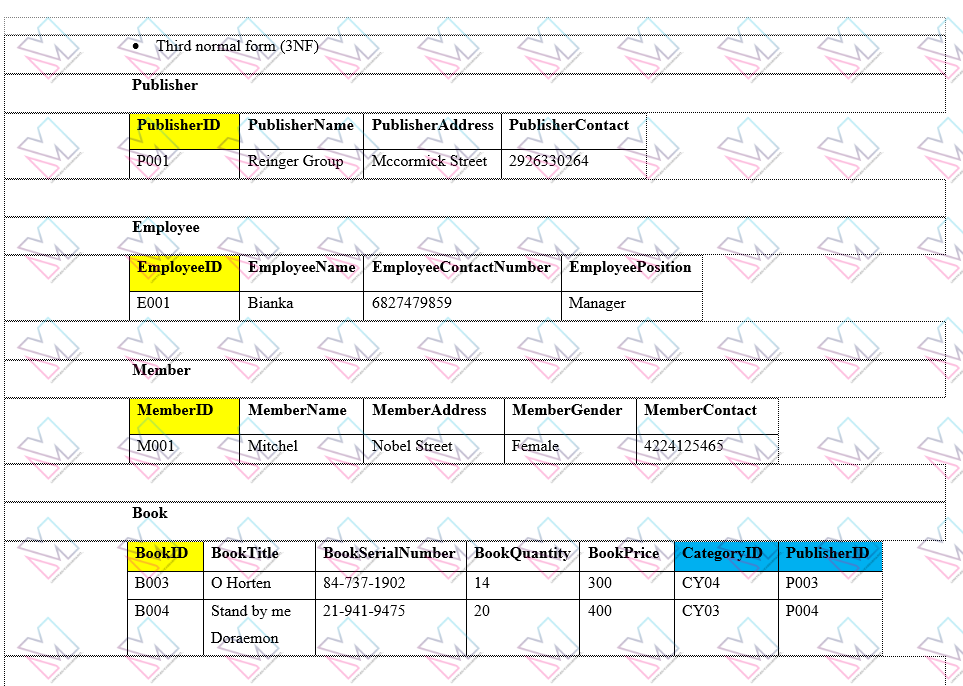 • Third normal form (3NF)
Publisher
PublisherID PublisherName PublisherAddress PublisherContact
P001 Reinger Group Mccormick Street 2926330264
Employee
EmployeeID EmployeeName EmployeeContactNumber EmployeePosition
E001 Bianka 6827479859 Manager
Member
MemberID MemberName MemberAddress MemberGender MemberContact
M001 Mitchel Nobel Street Female 4224125465
Book
BookID BookTitle BookSerialNumber BookQuantity BookPrice CategoryID PublisherID
B003 O Horten 84-737-1902 14 300 CY04 P003
B004 Stand by me 21-941-9475 20 400 CY03 P004
Doraemon